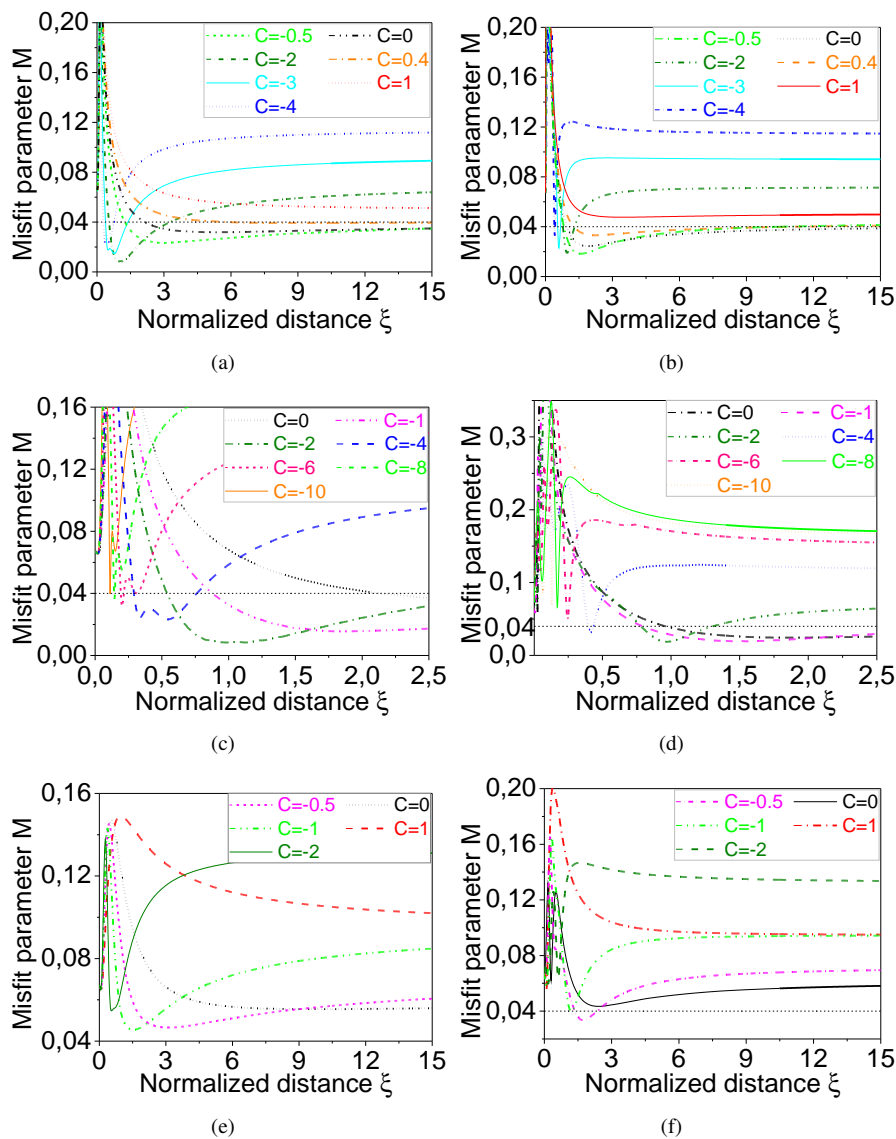 0,20
0,16
0,12
0,08
0,04
0,00
Misfit parameter M
C=-0.5 C=0
C=-2 C=0.4
C=-3 C=1
C=-4
0 3 6 9 12 15
Normalized distance ξ
(a)
0,20
0,16
0,12
0,08
0,04
0,00
Misfit parameter M
C=-0.5 C=0
C=-2 C=0.4
C=-3 C=1
C=-4
0 3 6 9 12 15
Normalized distance ξ
(b)
0,16
0,12
0,08
0,04
0,00
Misfit parameter M
C=0 C=-1
C=-2 C=-4
C=-6 C=-8
C=-10
0,0 0,5 1,0 1,5 2,0 2,5
Normalized distance ξ
(c)
0,3
0,2
0,1
0,04
0,0
Misfit parameter M
C=0 C=-1
C=-2 C=-4
C=-6 C=-8
C=-10
0,5 1,0 1,5 2,0 2,5
Normalized distance ξ
(d)
0,16
0,12
0,08
0,04
Misfit parameter M
C=-0.5 C=0
C=-1 C=1
C=-2
0 3 6 9 12 15
Normalized distance ξ
(e)
0,20
0,16
0,12
0,08
0,04
0,00
Misfit parameter M
C=-0.5 C=0
C=-1 C=1
C=-2
0 3 6 9 12 15
Normalized distance ξ
(f)